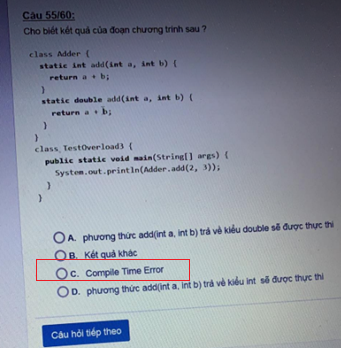 Câu 55/60:
Cho biết kết quả của đoạn chương trình sau ?
class Adder {
static int add(int a, int b) {
return a + b;
}
static double add(int a, int b) {
return a + b;
}
}
class TestOverload3 {
public static void main(String[] args) {
System.out.println(Adder.add(2, 3));
}
}
A. phương thức add(int a, int b) trả về kiểu double sẽ được thực thi
B. Kết quả khác
C. Compile Time Error
D. phương thức add(int a, int b) trả về kiểu int sẽ được thực thi
Câu hỏi tiếp theo